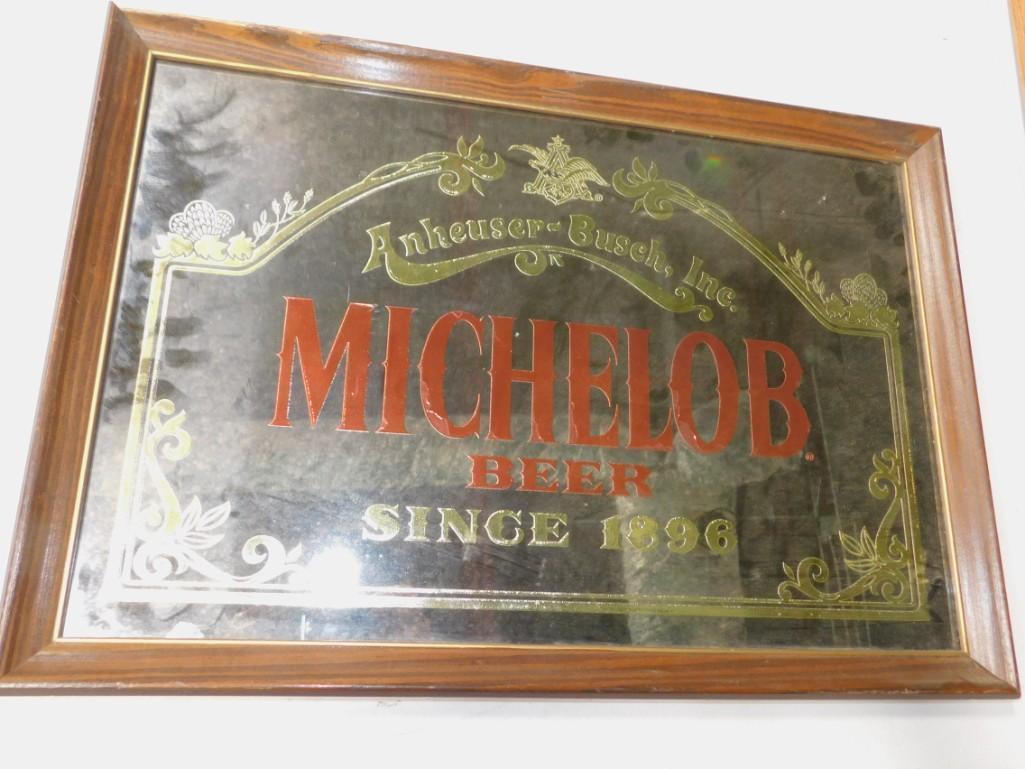 Anheuser-Busch, Inc.
MICHELOB®
BEER
SINCE 1896